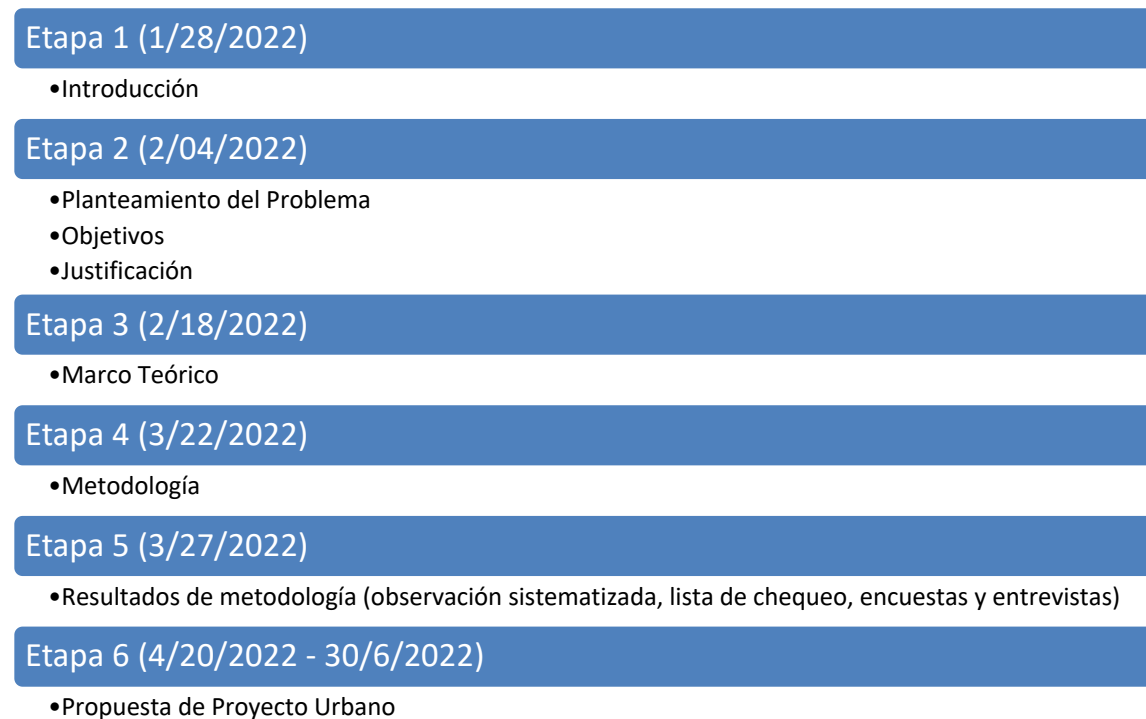 Etapa 1 (1/28/2022)
•Introducción
Etapa 2 (2/04/2022)
•Planteamiento del Problema
•Objetivos
•Justificación
Etapa 3 (2/18/2022)
•Marco Teórico
Etapa 4 (3/22/2022)
•Metodología
Etapa 5 (3/27/2022)
•Resultados de metodología (observación sistematizada, lista de chequeo, encuestas y entrevistas)
Etapa 6 (4/20/2022 - 30/6/2022)
•Propuesta de Proyecto Urbano